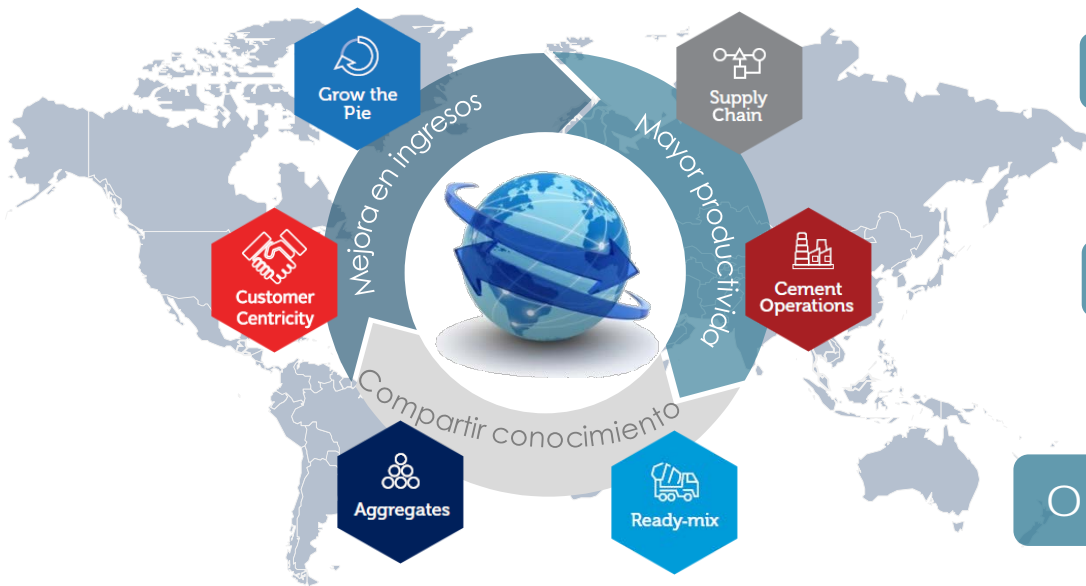 Grow the
Pie
Supply
Chain
Mejora en ingresos
Mayor productivida
Customer
Centricity
Cement
Operations
Compartir conocimiento
Aggregates
Ready-mix
O